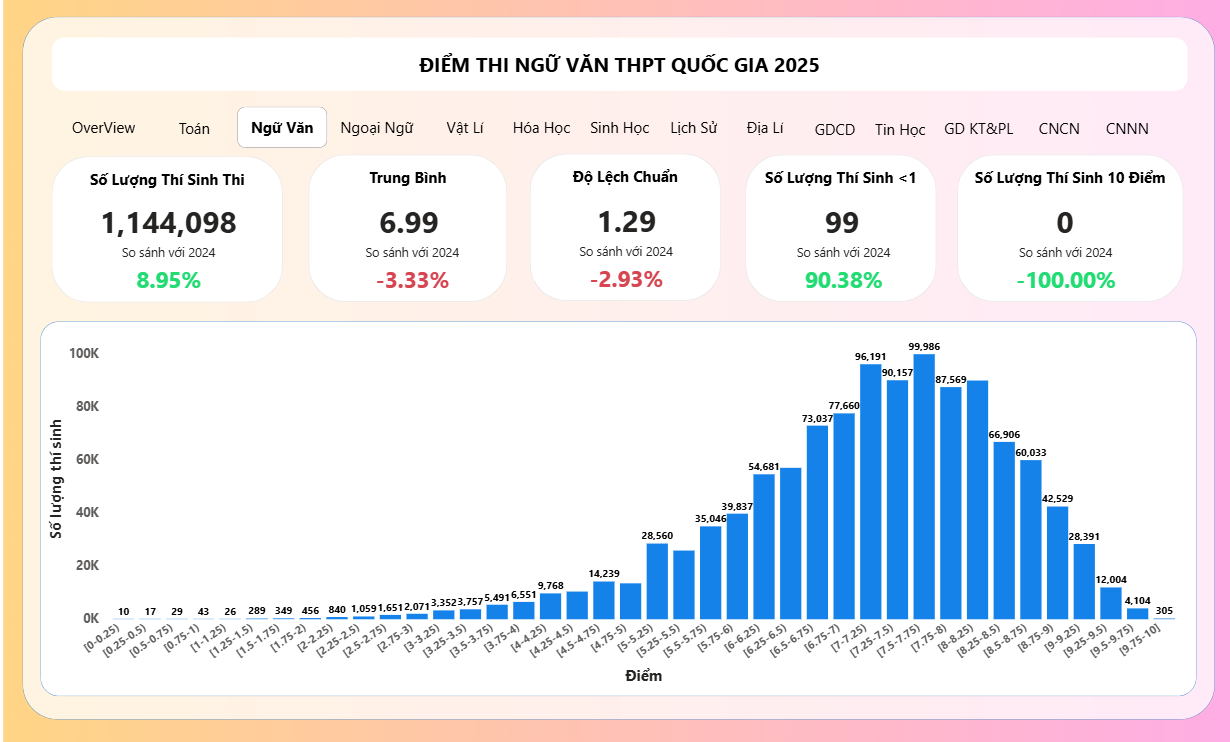 ĐIỂM THI NGỮ VĂN THPT QUỐC GIA 2025
OverView Toán Ngữ Văn Ngoại Ngữ Vật Lí Hóa Học Sinh Học Lịch Sử Địa Lí GDCD Tin Học GD KT&PL CNCN CNNN
Số Lượng Thí Sinh Thi
1,144,098
So sánh với 2024
8.95%
Trung Bình
6.99
So sánh với 2024
-3.33%
Độ Lệch Chuẩn
1.29
So sánh với 2024
-2.93%
Số Lượng Thí Sinh <1
99
So sánh với 2024
90.38%
Số Lượng Thí Sinh 10 Điểm
0
So sánh với 2024
-100.00%
Số lượng thí sinh
100K
80K
60K
40K
20K
0K
10 17 29 43 26 289 349 456 840 1,059 1,651 2,071 3,352 3,757 5,491 6,551 9,768 14,239 28,560 35,046 39,837 54,681 73,037 77,660 96,191 90,157 99,986 87,569 66,906 60,033 42,529 28,391 12,004 4,104 305
[0-0.25) [0.25-0.5) [0.5-0.75) [0.75-1) [1-1.25) [1.25-1.5) [1.5-1.75) [1.75-2) [2-2.25) [2.25-2.5) [2.5-2.75) [2.75-3) [3-3.25) [3.25-3.5) [3.5-3.75) [3.75-4) [4-4.25) [4.25-4.5) [4.5-4.75) [4.75-5) [5-5.25) [5.25-5.5) [5.5-5.75) [5.75-6) [6-6.25) [6.25-6.5) [6.5-6.75) [6.75-7) [7-7.25) [7.25-7.5) [7.5-7.75) [7.75-8) [8-8.25) [8.25-8.5) [8.5-8.75) [8.75-9) [9-9.25) [9.25-9.5) [9.5-9.75) [9.75-10]
Điểm